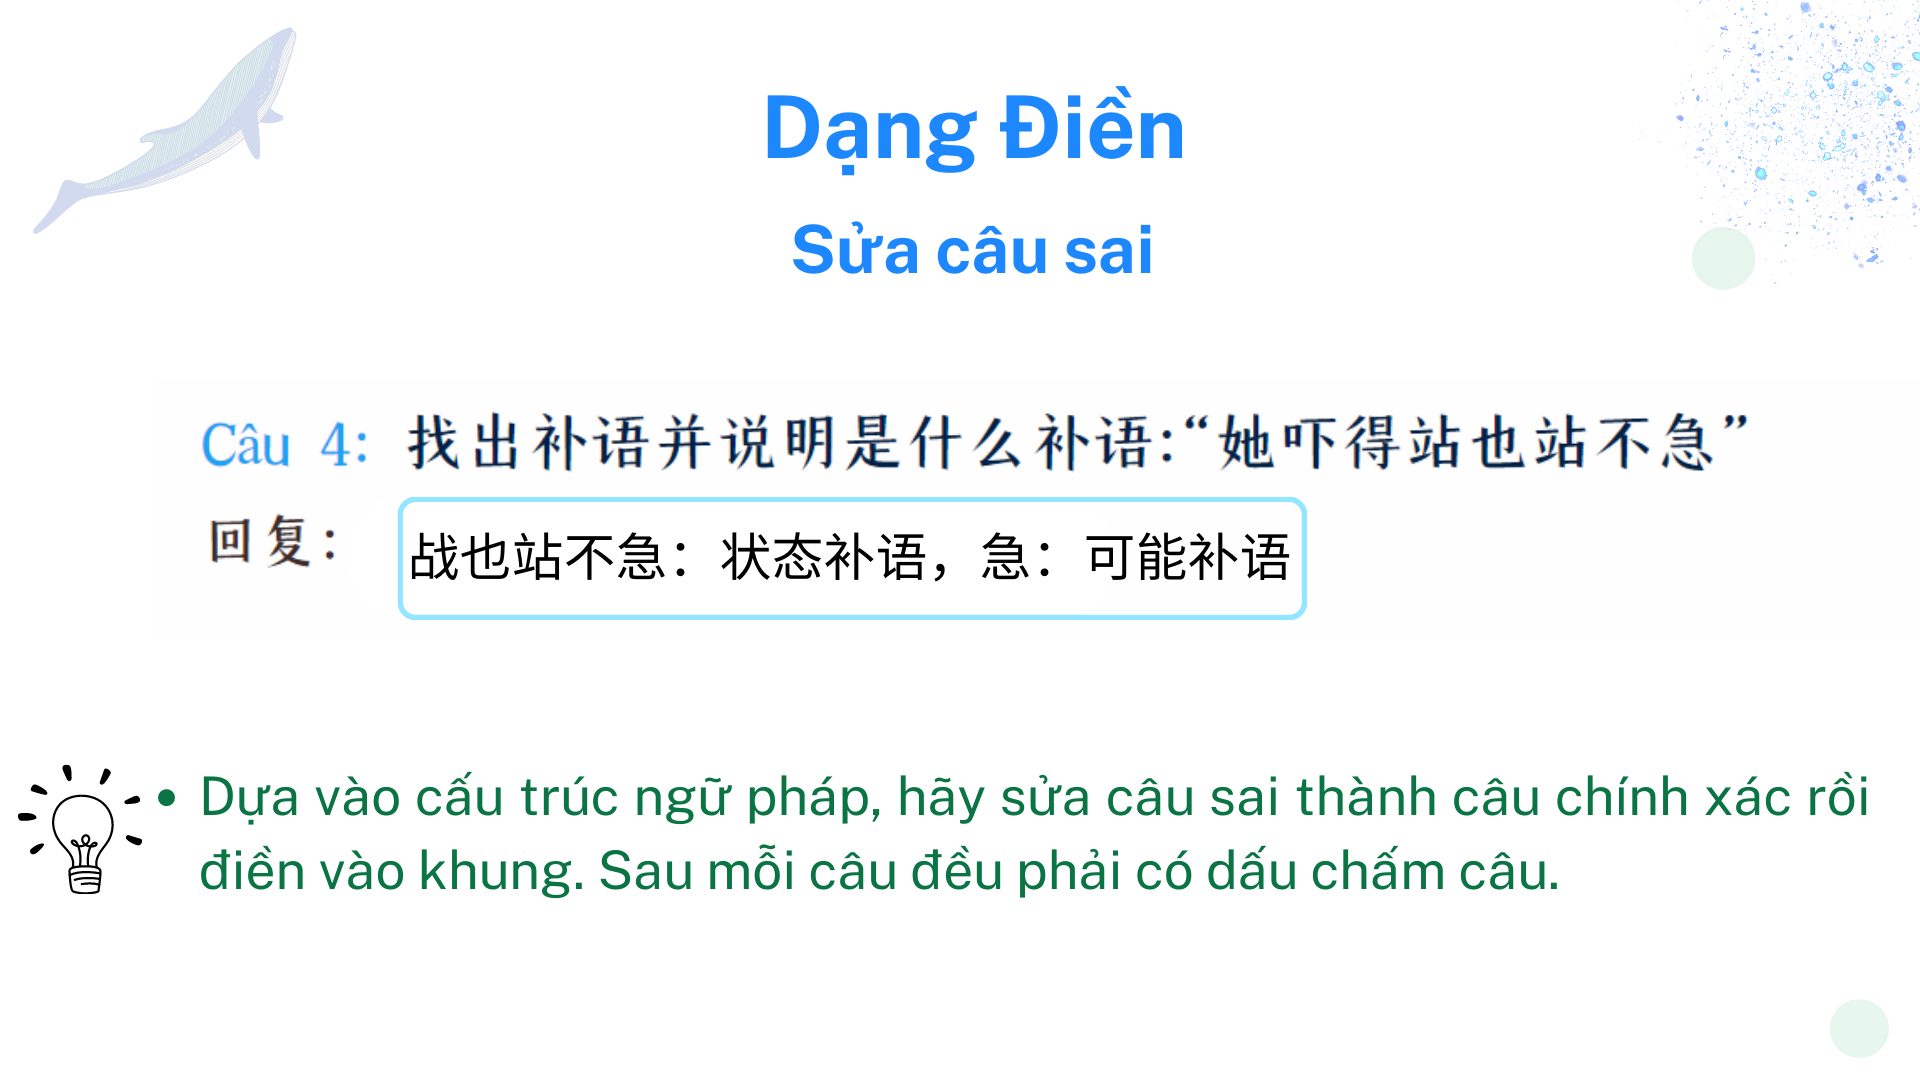 Dạng Điền
Sửa câu sai
Câu 4: 找出补语并说明是什么补语:“她吓得站也站不急”
回复:
战也站不急：状态补语，急：可能补语
• Dựa vào cấu trúc ngữ pháp, hãy sửa câu sai thành câu chính xác rồi
điền vào khung. Sau mỗi câu đều phải có dấu chấm câu.